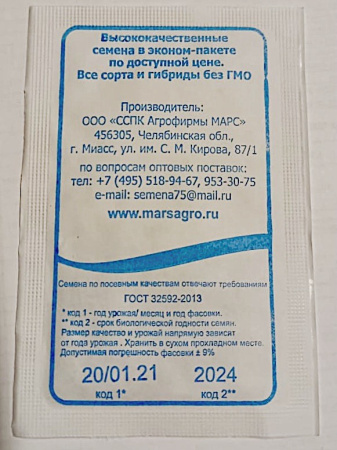 Высококачественные
семена в эконом-пакете
по доступной цене.
Все сорта и гибриды без ГМО
Производитель:
ООО «ССПК Агрофирмы МАРС»
456305, Челябинская обл.,
г. Миасс, ул. им. С. М. Кирова, 87/1
по вопросам оптовых поставок:
тел: +7 (495) 518-94-67, 953-30-75
e-mail: semena75@mail.ru
www.marsagro.ru
Семена по посевным качествам отвечают требованиям
ГОСТ 32592-2013
* код 1 - год урожая/ месяц и год фасовки.
** код 2 - срок биологической годности семян.
Размер качество и урожай напрямую зависят
от года урожая . Хранить в сухом прохладном месте.
Допустимая погрешность фасовки ± 9%
20/01.21 2024
код 1* код 2**